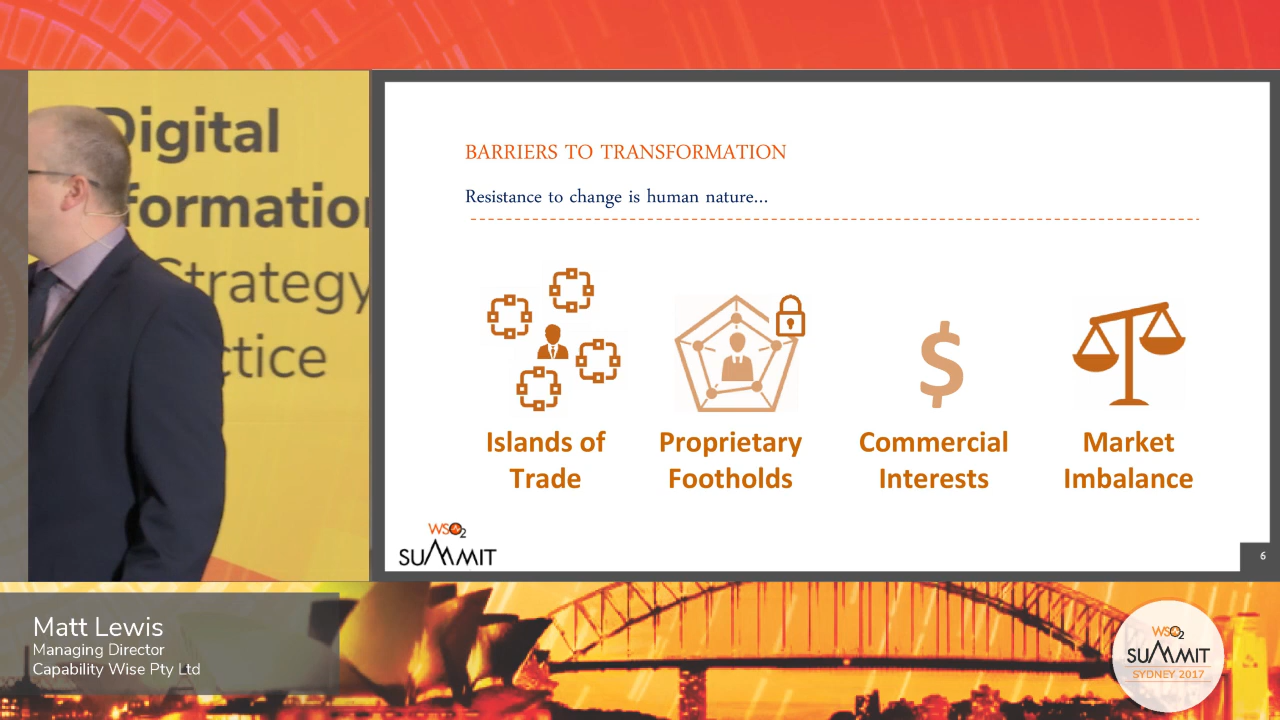 Digital
formation
Strategy
ctice
BARRIERS TO TRANSFORMATION
Resistance to change is human nature...
Islands of
Trade
Proprietary
Footholds
$
Commercial
Interests
Market
Imbalance
WSO2
SUMMIT
6
Matt Lewis
Managing Director
Capability Wise Pty Ltd
WSO2
SUMMIT
SYDNEY 2017